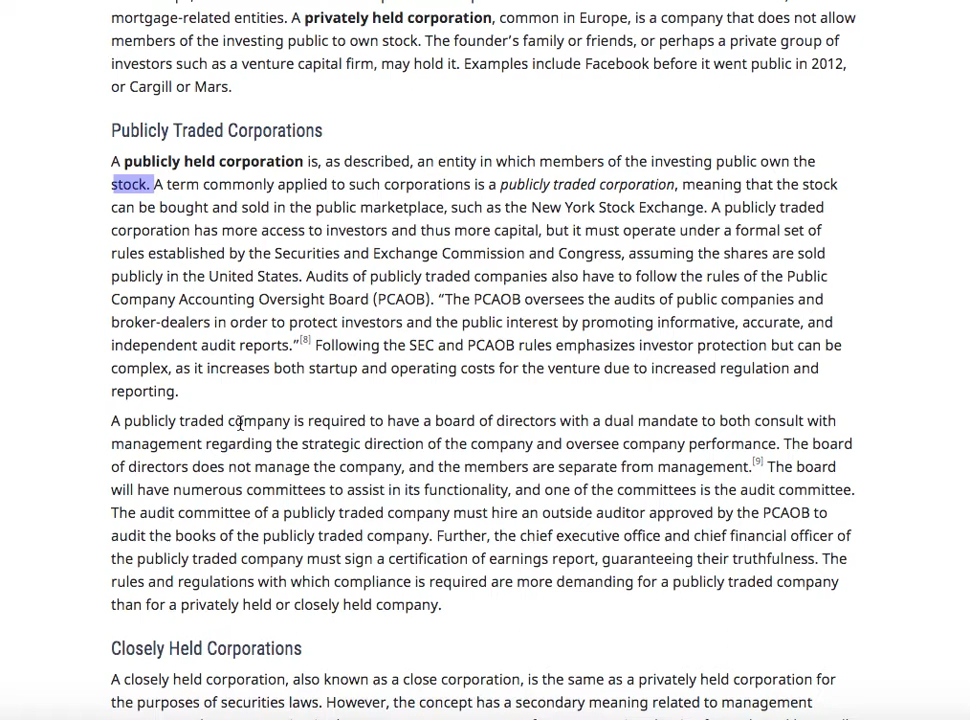 mortgage-related entities. A privately held corporation, common in Europe, is a company that does not allow
members of the investing public to own stock. The founder’s family or friends, or perhaps a private group of
investors such as a venture capital firm, may hold it. Examples include Facebook before it went public in 2012,
or Cargill or Mars.
Publicly Traded Corporations
A publicly held corporation is, as described, an entity in which members of the investing public own the
stock. A term commonly applied to such corporations is a publicly traded corporation, meaning that the stock
can be bought and sold in the public marketplace, such as the New York Stock Exchange. A publicly traded
corporation has more access to investors and thus more capital, but it must operate under a formal set of
rules established by the Securities and Exchange Commission and Congress, assuming the shares are sold
publicly in the United States. Audits of publicly traded companies also have to follow the rules of the Public
Company Accounting Oversight Board (PCAOB). “The PCAOB oversees the audits of public companies and
broker-dealers in order to protect investors and the public interest by promoting informative, accurate, and
independent audit reports.”[8] Following the SEC and PCAOB rules emphasizes investor protection but can be
complex, as it increases both startup and operating costs for the venture due to increased regulation and
reporting.
A publicly traded company is required to have a board of directors with a dual mandate to both consult with
management regarding the strategic direction of the company and oversee company performance. The board
of directors does not manage the company, and the members are separate from management.[9] The board
will have numerous committees to assist in its functionality, and one of the committees is the audit committee.
The audit committee of a publicly traded company must hire an outside auditor approved by the PCAOB to
audit the books of the publicly traded company. Further, the chief executive office and chief financial officer of
the publicly traded company must sign a certification of earnings report, guaranteeing their truthfulness. The
rules and regulations with which compliance is required are more demanding for a publicly traded company
than for a privately held or closely held company.
Closely Held Corporations
A closely held corporation, also known as a close corporation, is the same as a privately held corporation for
the purposes of securities laws. However, the concept has a secondary meaning related to management